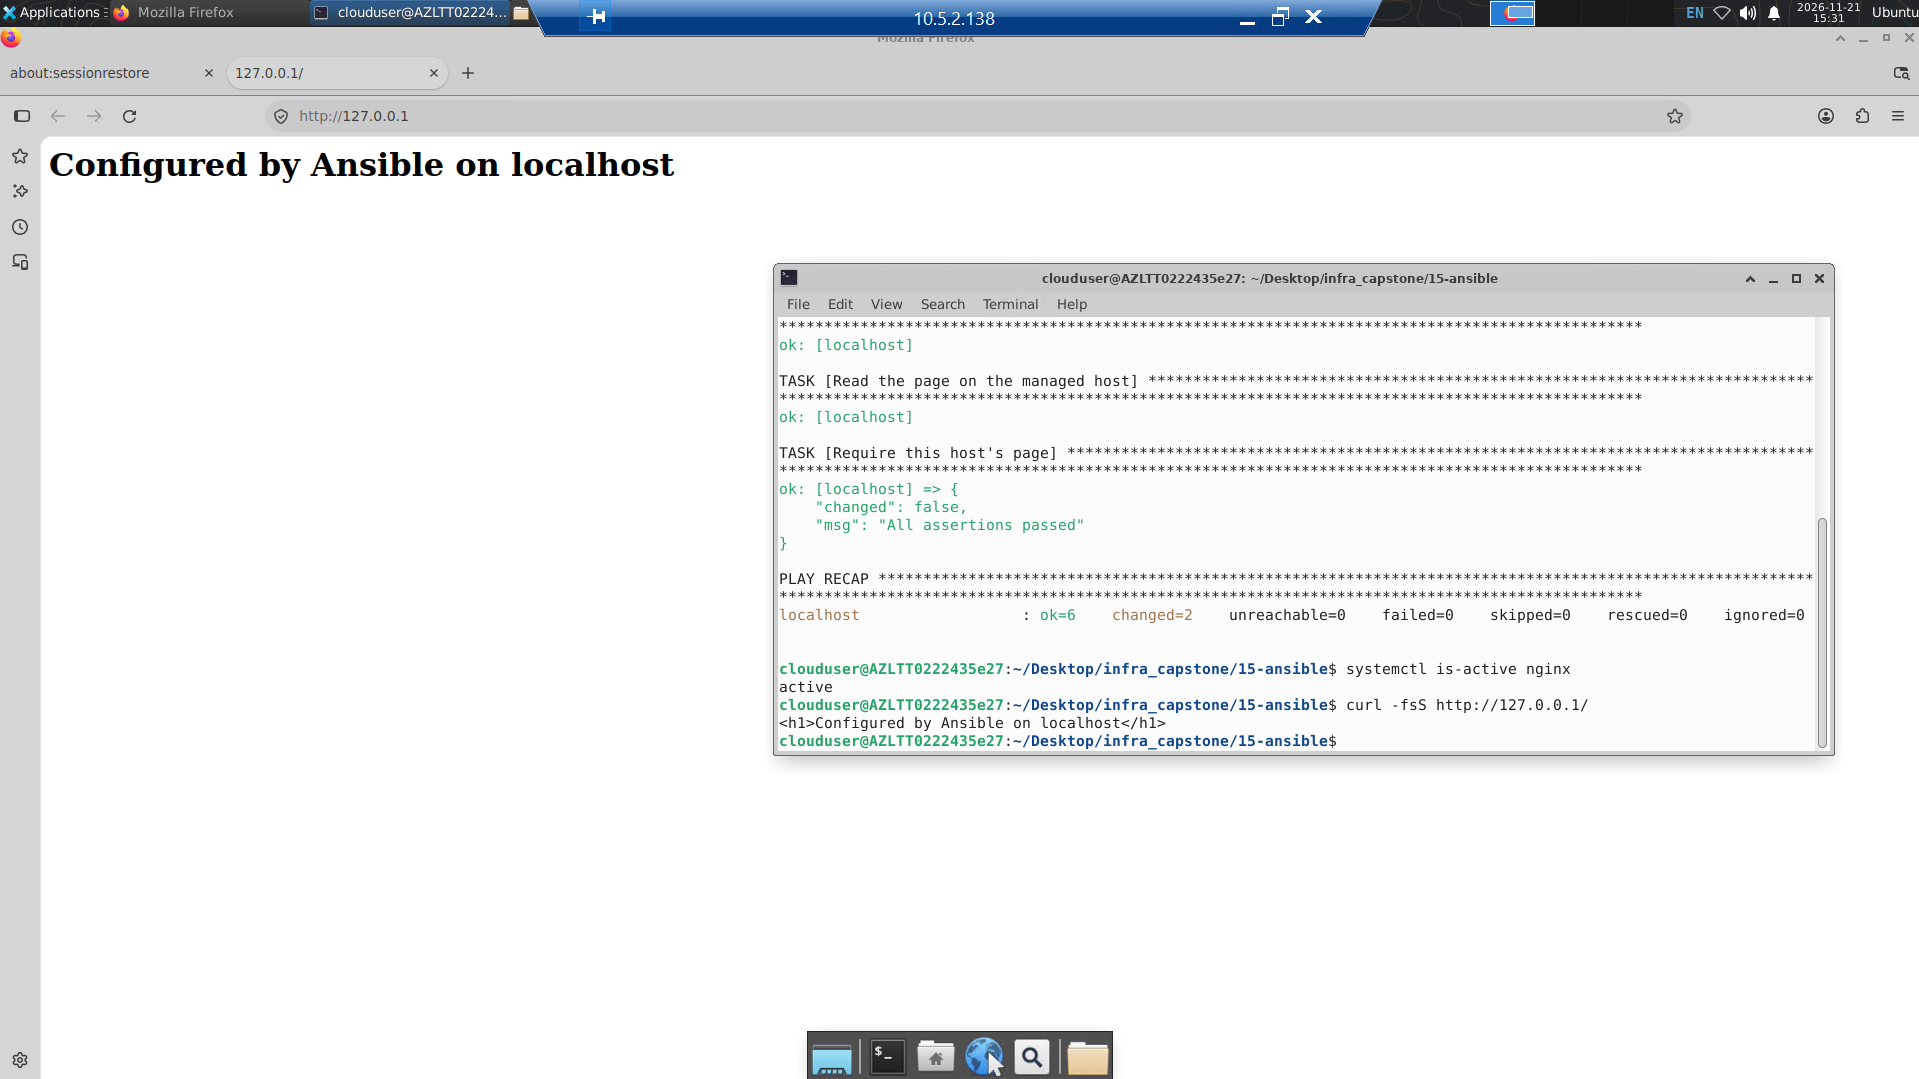 Applications
Mozilla Firefox
clouduser@AZLTT02224...
10.5.2.138
EN
2026-11-21
15:31
Ubuntu
Mozilla Firefox
about:sessionrestore
127.0.0.1/
http://127.0.0.1
Configured by Ansible on localhost
clouduser@AZLTT0222435e27: ~/Desktop/infra_capstone/15-ansible
File Edit View Search Terminal Help
************************************************************************************************
ok: [localhost]
TASK [Read the page on the managed host] **************************************************************************
************************************************************************************************
ok: [localhost]
TASK [Require this host's page] ***********************************************************************************
************************************************************************************************
ok: [localhost] => {
    "changed": false,
    "msg": "All assertions passed"
}
PLAY RECAP ********************************************************************************************************
************************************************************************************************
localhost                  : ok=6    changed=2    unreachable=0    failed=0    skipped=0    rescued=0    ignored=0
clouduser@AZLTT0222435e27:~/Desktop/infra_capstone/15-ansible$ systemctl is-active nginx
active
clouduser@AZLTT0222435e27:~/Desktop/infra_capstone/15-ansible$ curl -fsS http://127.0.0.1/
<h1>Configured by Ansible on localhost</h1>
clouduser@AZLTT0222435e27:~/Desktop/infra_capstone/15-ansible$